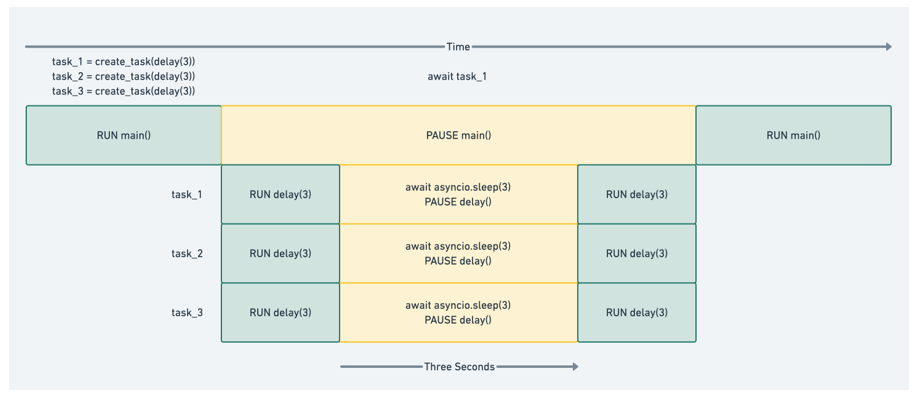 Time
task_1 = create_task(delay(3))
task_2 = create_task(delay(3))
task_3 = create_task(delay(3))
await task_1
RUN main()
PAUSE main()
RUN main()
task_1
RUN delay(3)
await asyncio.sleep(3)
PAUSE delay()
RUN delay(3)
task_2
RUN delay(3)
await asyncio.sleep(3)
PAUSE delay()
RUN delay(3)
task_3
RUN delay(3)
await asyncio.sleep(3)
PAUSE delay()
RUN delay(3)
Three Seconds